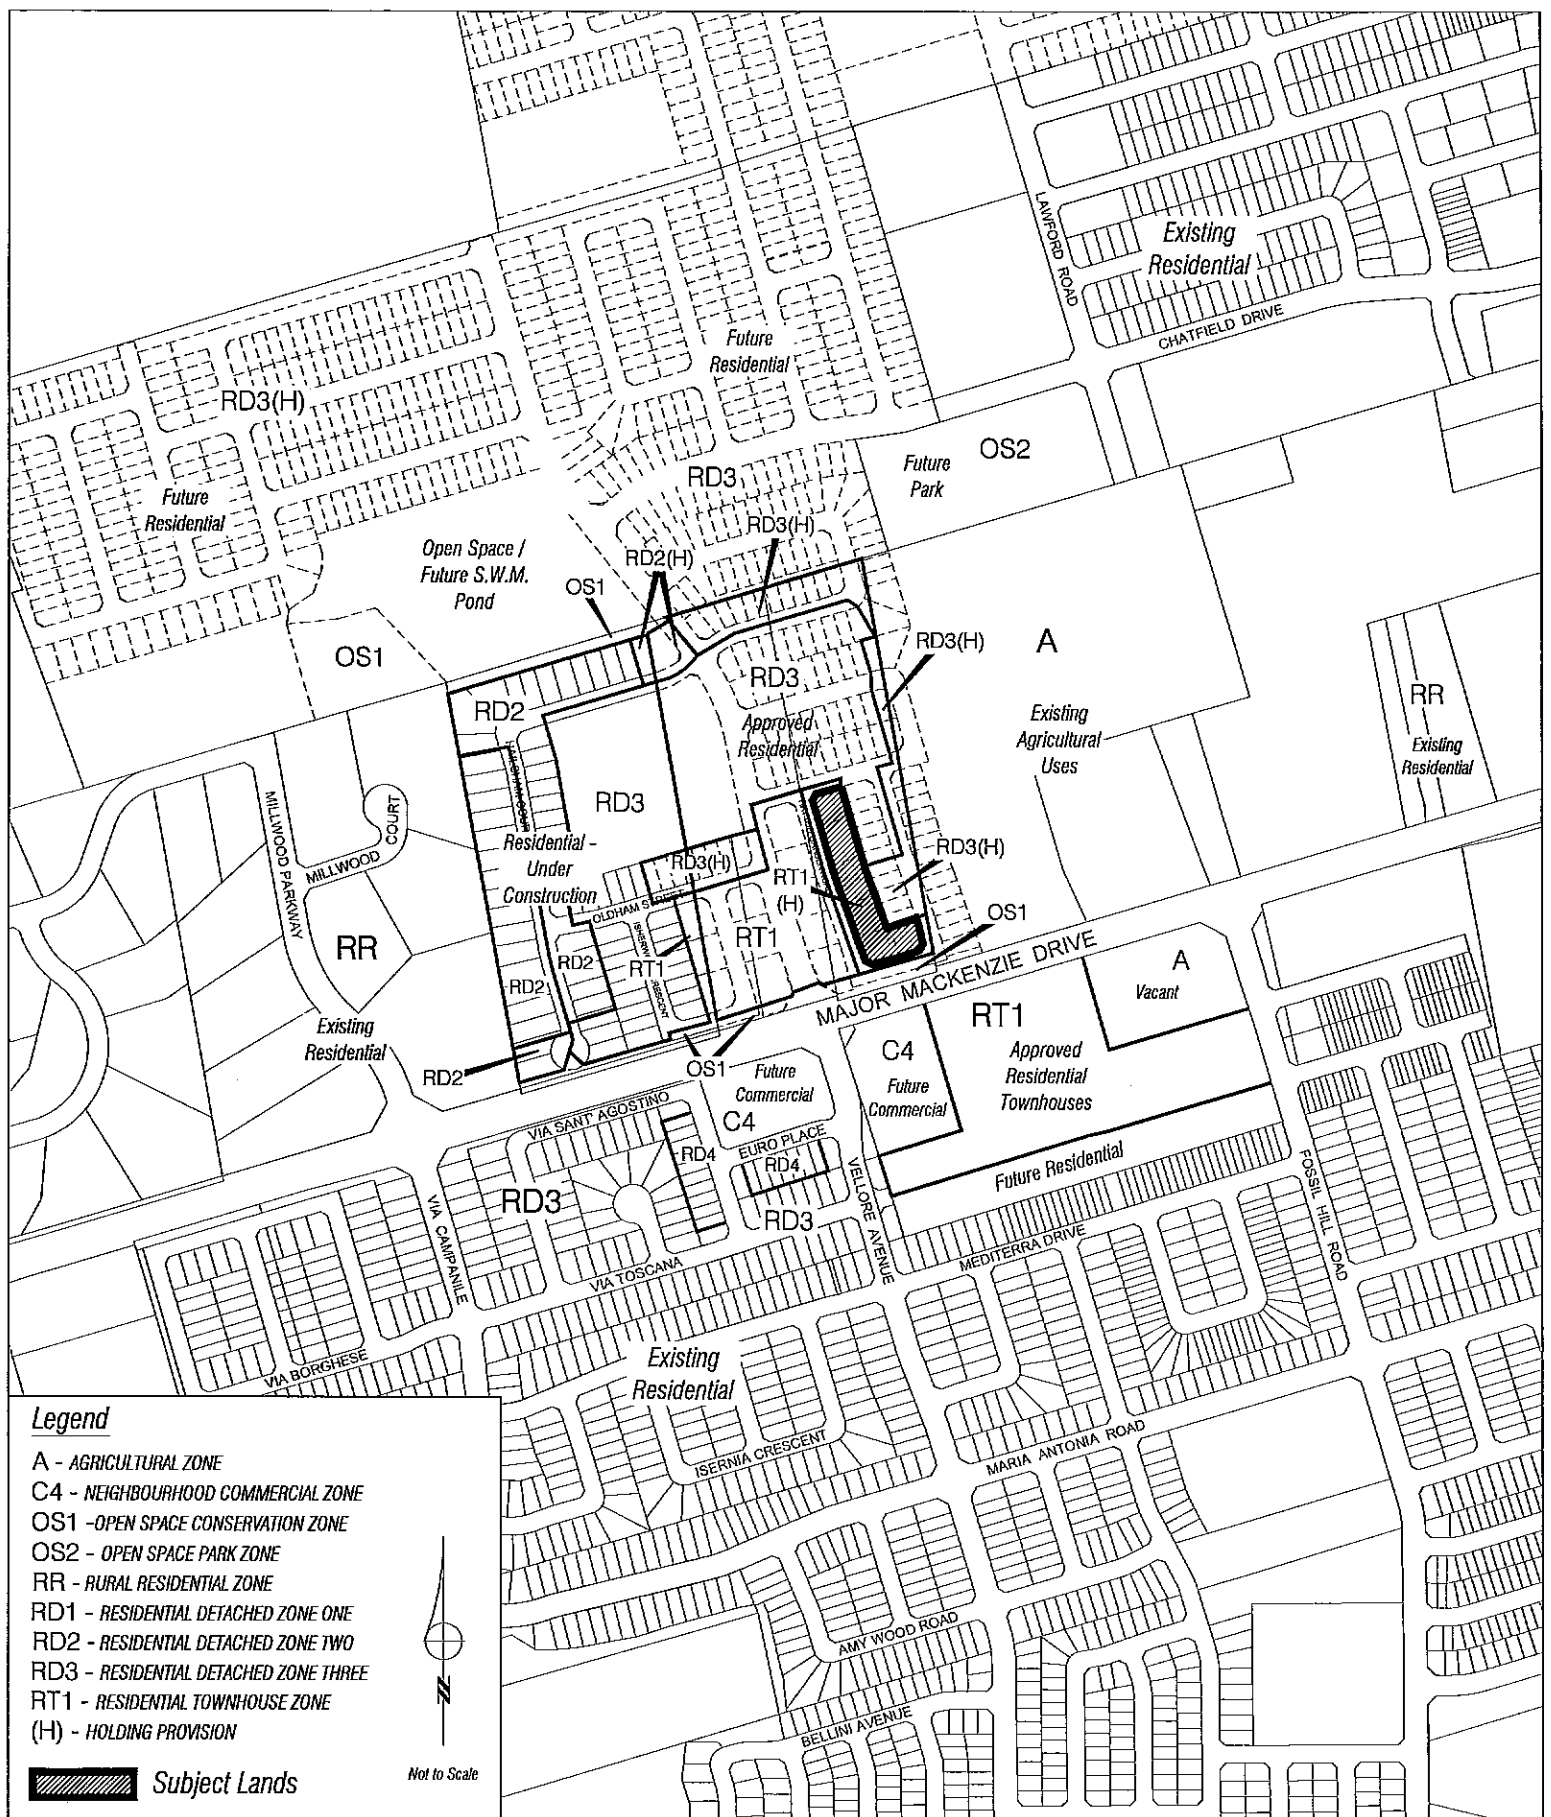 LAWFORD ROAD
Existing
Residential
CHATFIELD DRIVE
Future
Residential
RD3(H)
Future
Residential
RD3
Future
Park
OS2
RD3(H)
Open Space /
Future S.W.M.
Pond
RD2(H)
OS1
OS1
RD3(H)
A
RD3
RD2
Approved
Residential
Existing
Agricultural
Uses
RR
Existing
Residential
RD3
MILLWOOD PARKWAY
MILLWOOD COURT
Residential -
Under
Construction
RD3(H)
RD3(H)
RT1
(H)
OLDHAM STREET
OS1
RR
RT1
RD2
RT1
RD2
MAJOR MACKENZIE DRIVE
A
Vacant
Existing
Residential
RT1
Approved
Residential
Townhouses
C4
Future
Commercial
OS1
RD2
Future
Commercial
C4
VIA SANT' AGOSTINO
EURO PLACE
RD4
RD4
Future Residential
RD3
RD3
VIA CAMPANILE
VELLORE AVENUE
FOSSIL HILL ROAD
MEDITERRA DRIVE
VIA TOSCANA
VIA BORGHESE
Existing
Residential
ISERNIA CRESCENT
MARIA ANTONIA ROAD
AMY WOOD ROAD
BELLINI AVENUE
Legend
A - AGRICULTURAL ZONE
C4 - NEIGHBOURHOOD COMMERCIAL ZONE
OS1 -OPEN SPACE CONSERVATION ZONE
OS2 - OPEN SPACE PARK ZONE
RR - RURAL RESIDENTIAL ZONE
RD1 - RESIDENTIAL DETACHED ZONE ONE
RD2 - RESIDENTIAL DETACHED ZONE TWO
RD3 - RESIDENTIAL DETACHED ZONE THREE
RT1 - RESIDENTIAL TOWNHOUSE ZONE
(H) - HOLDING PROVISION
Subject Lands
N
Not to Scale